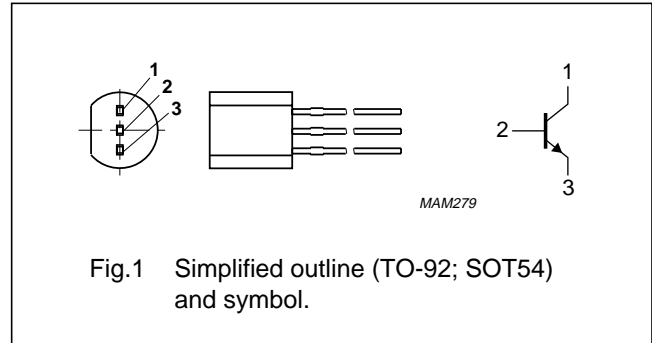 1
2
3
1
2
3
MAM279
Fig.1 Simplified outline (TO-92; SOT54)
and symbol.